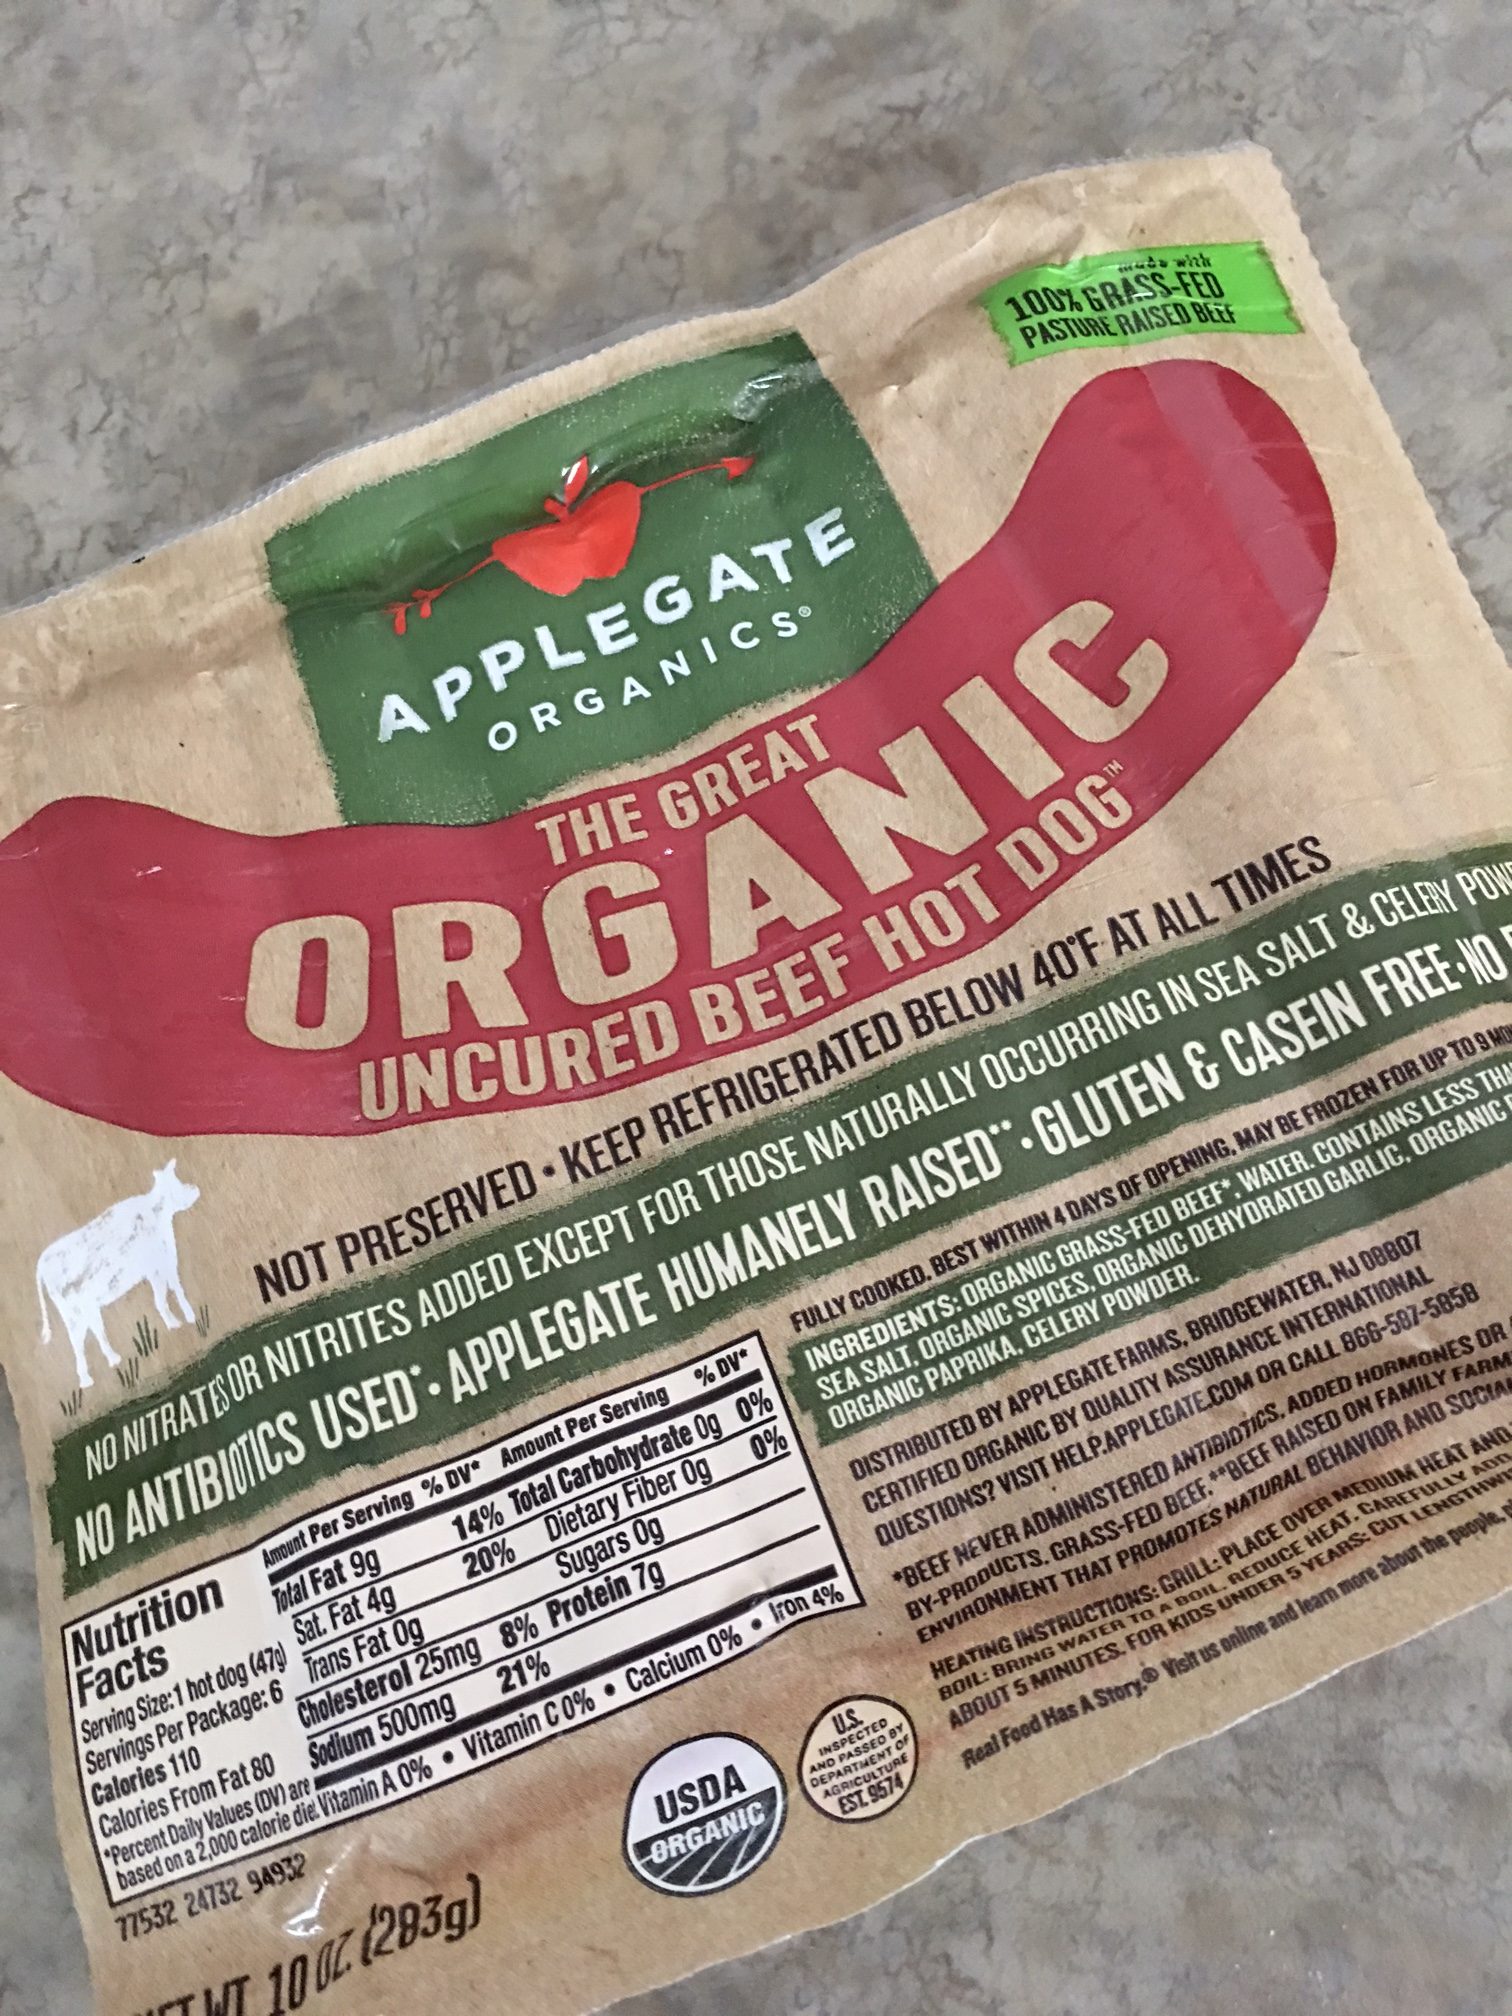 made with
100% GRASS-FED
PASTURE RAISED BEEF
APPLEGATE
ORGANICS®
THE GREAT
ORGANIC
UNCURED BEEF HOT DOG™
NOT PRESERVED • KEEP REFRIGERATED BELOW 40°F AT ALL TIMES
NO NITRATES OR NITRITES ADDED EXCEPT FOR THOSE NATURALLY OCCURRING IN SEA SALT & CELERY
NO ANTIBIOTICS USED* • APPLEGATE HUMANELY RAISED** • GLUTEN & CASEIN FREE • NO
FULLY COOKED. BEST WITHIN 4 DAYS OF OPENING, MAY BE FROZEN FOR UP TO 9
INGREDIENTS: ORGANIC GRASS-FED BEEF*, WATER. CONTAINS LESS
SEA SALT, ORGANIC SPICES, ORGANIC DEHYDRATED GARLIC, ORGANIC
ORGANIC PAPRIKA, CELERY POWDER.
DISTRIBUTED BY APPLEGATE FARMS, BRIDGEWATER, NJ 08807
CERTIFIED ORGANIC BY QUALITY ASSURANCE INTERNATIONAL
QUESTIONS? VISIT HELP.APPLEGATE.COM OR CALL 866-587-5858
*BEEF NEVER ADMINISTERED ANTIBIOTICS, ADDED HORMONES OR
BY-PRODUCTS. GRASS-FED BEEF. **BEEF RAISED ON FAMILY
ENVIRONMENT THAT PROMOTES NATURAL BEHAVIOR AND
HEATING INSTRUCTIONS: GRILL: PLACE OVER MEDIUM HEAT AND
BOIL: BRING WATER TO A BOIL. REDUCE HEAT, CAREFULLY
ABOUT 5 MINUTES. FOR KIDS UNDER 5 YEARS: CUT
Real Food Has A Story.® Visit us online and learn more about the people,
Nutrition
Facts
Serving Size: 1 hot dog (47g)
Servings Per Package: 6
Calories 110
Calories From Fat 80
*Percent Daily Values (DV) are
based on a 2,000 calorie diet
Amount Per Serving % DV* Amount Per Serving % DV*
Total Fat 9g 14% Total Carbohydrate 0g 0%
Sat. Fat 4g 20% Dietary Fiber 0g 0%
Trans Fat 0g Sugars 0g
Cholesterol 25mg 8% Protein 7g
Sodium 500mg 21%
Vitamin A 0% • Vitamin C 0% • Calcium 0% • Iron 4%
77532 24732 94932
USDA
ORGANIC
U.S.
INSPECTED
AND PASSED BY
DEPARTMENT OF
AGRICULTURE
EST. 9574
WT. 10 OZ. (283g)